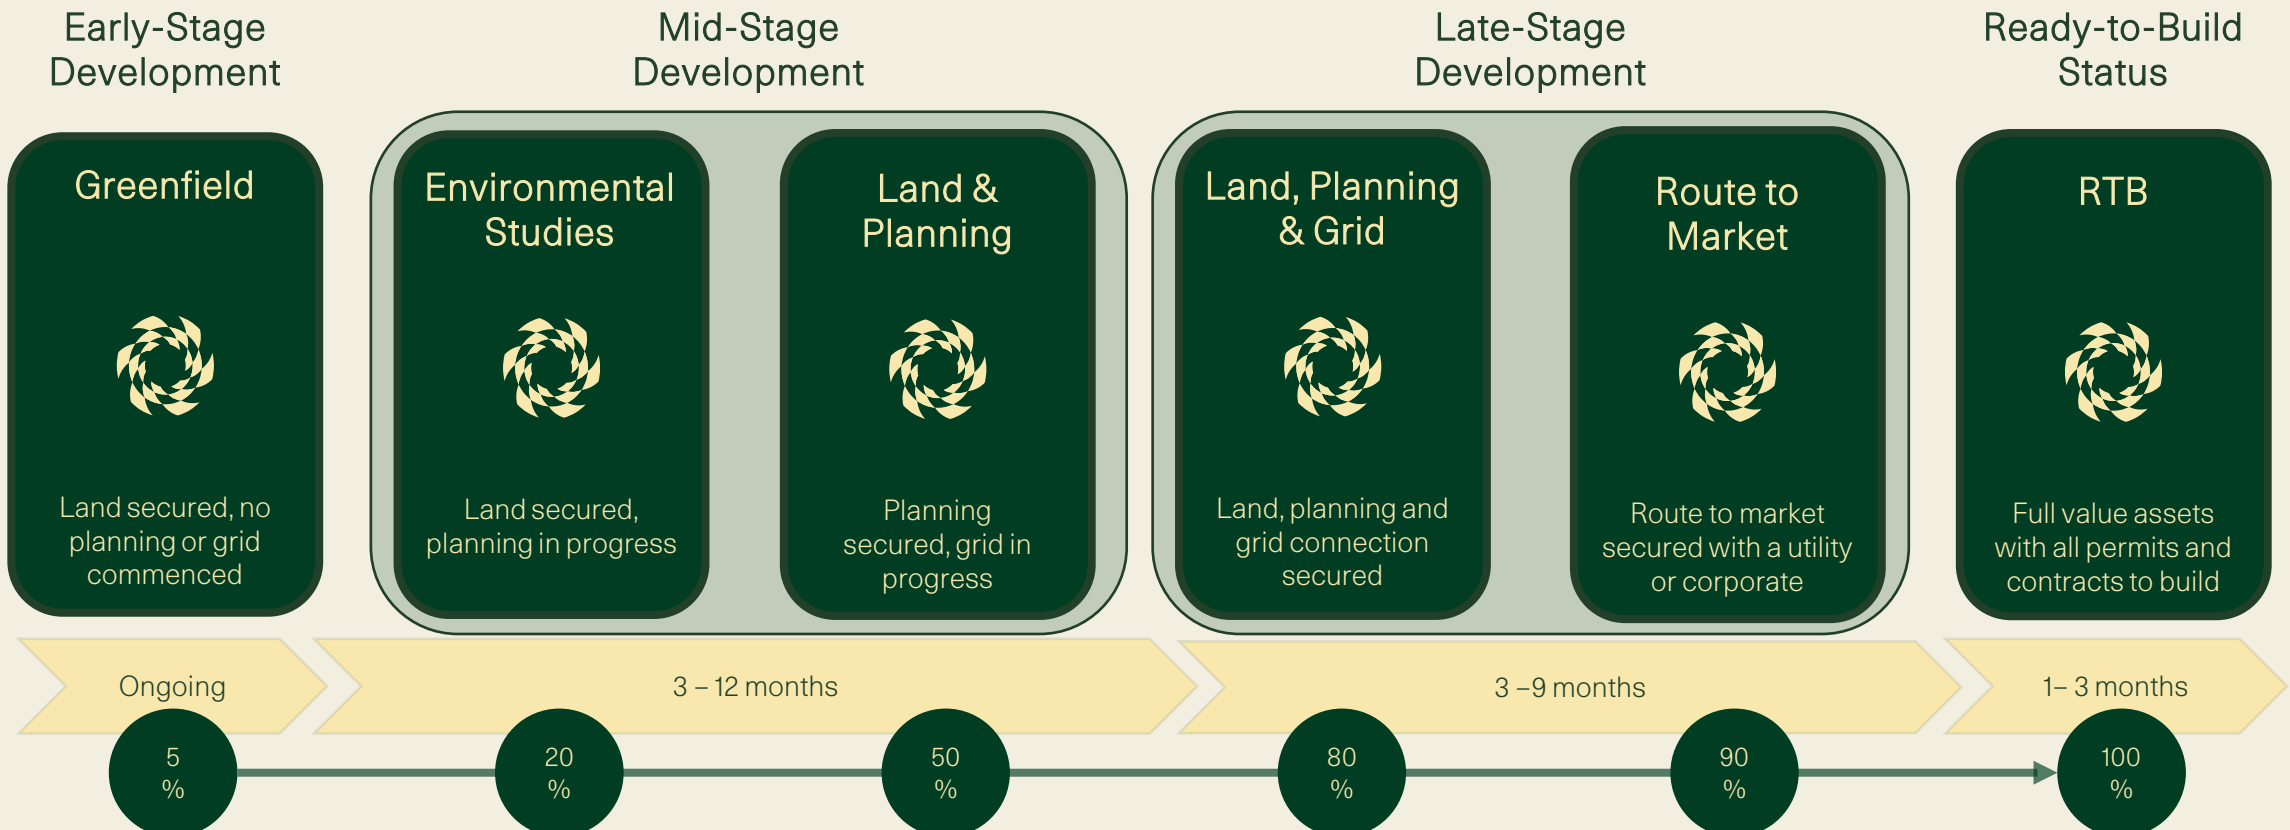 Early-Stage
Development
Mid-Stage
Development
Late-Stage
Development
Ready-to-Build
Status
Greenfield
Land secured, no
planning or grid
commenced
Environmental
Studies
Land secured,
planning in progress
Land &
Planning
Planning
secured, grid in
progress
Land, Planning
& Grid
Land, planning and
grid connection
secured
Route to
Market
Route to market
secured with a utility
or corporate
RTB
Full value assets
with all permits and
contracts to build
Ongoing
3 – 12 months
3 –9 months
1– 3 months
5
%
20
%
50
%
80
%
90
%
100
%